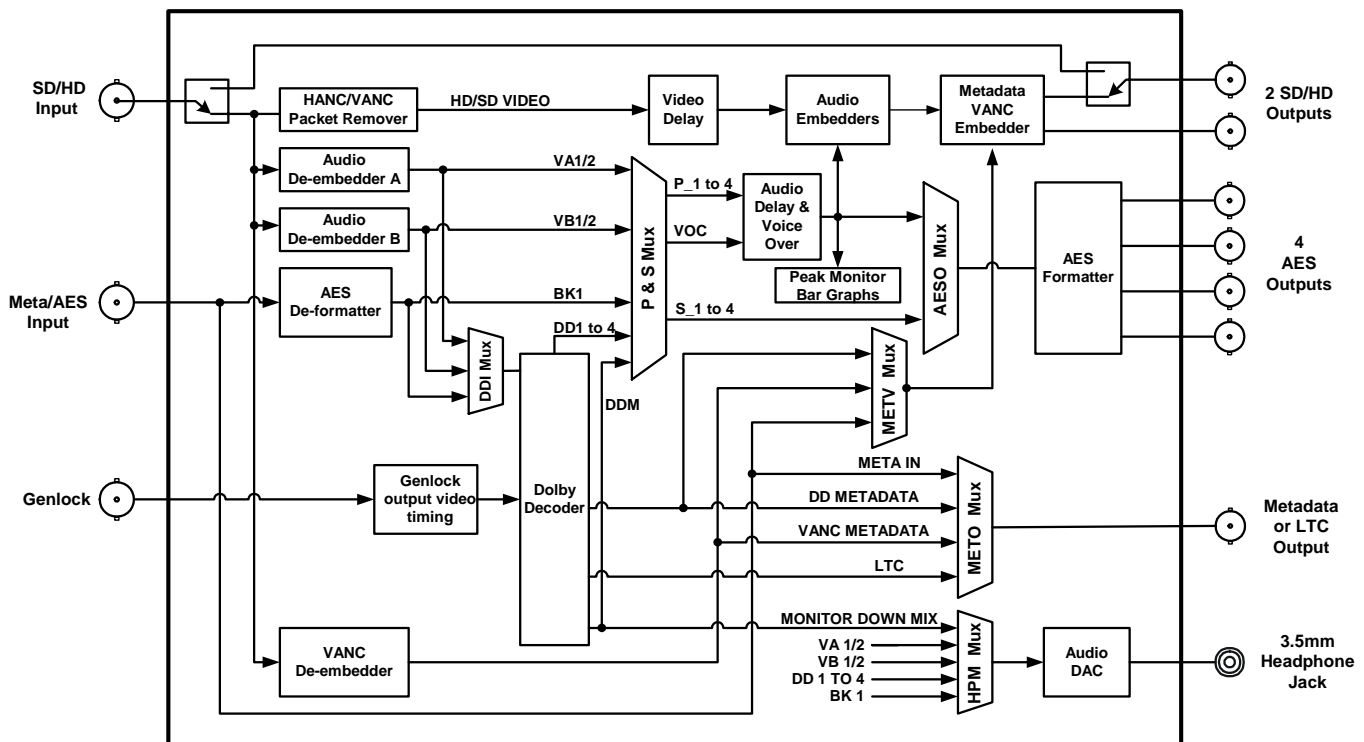 SD/HD
Input
HANC/VANC
Packet Remover
HD/SD VIDEO
Video
Delay
Audio
Embedders
Metadata
VANC
Embedder
2 SD/HD
Outputs
Audio
De-embedder A
VA1/2
Audio
De-embedder B
VB1/2
P & S Mux
P_1 to 4
VOC
Audio
Delay &
Voice
Over
Peak Monitor
Bar Graphs
S_1 to 4
AESO Mux
AES
Formatter
4
AES
Outputs
Meta/AES
Input
AES
De-formatter
BK1
DD1 to 4
DDI Mux
DDM
METV Mux
Genlock
Genlock
output video
timing
Dolby
Decoder
META IN
DD METADATA
VANC METADATA
LTC
METO Mux
Metadata
or LTC
Output
VANC
De-embedder
MONITOR DOWN MIX
VA 1/2
VB 1/2
DD 1 TO 4
BK 1
HPM Mux
Audio
DAC
3.5mm
Headphone
Jack